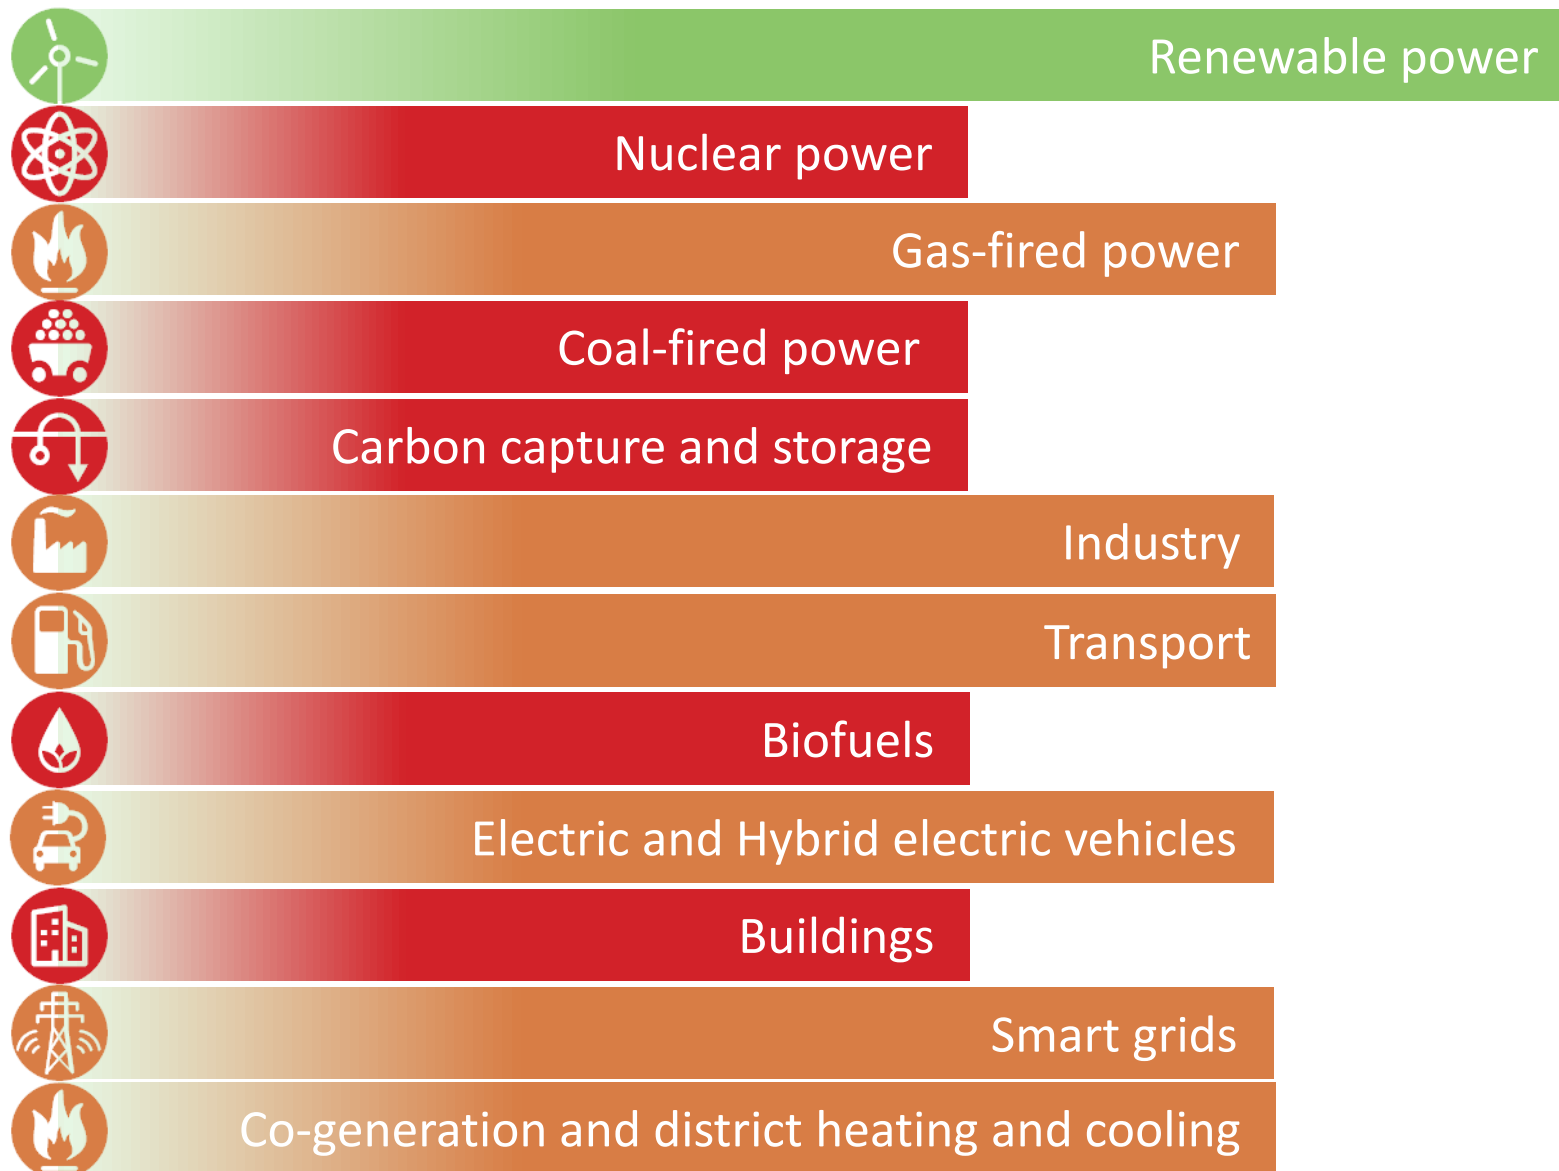 Renewable power
Nuclear power
Gas-fired power
Coal-fired power
Carbon capture and storage
Industry
Transport
Biofuels
Electric and Hybrid electric vehicles
Buildings
Smart grids
Co-generation and district heating and cooling